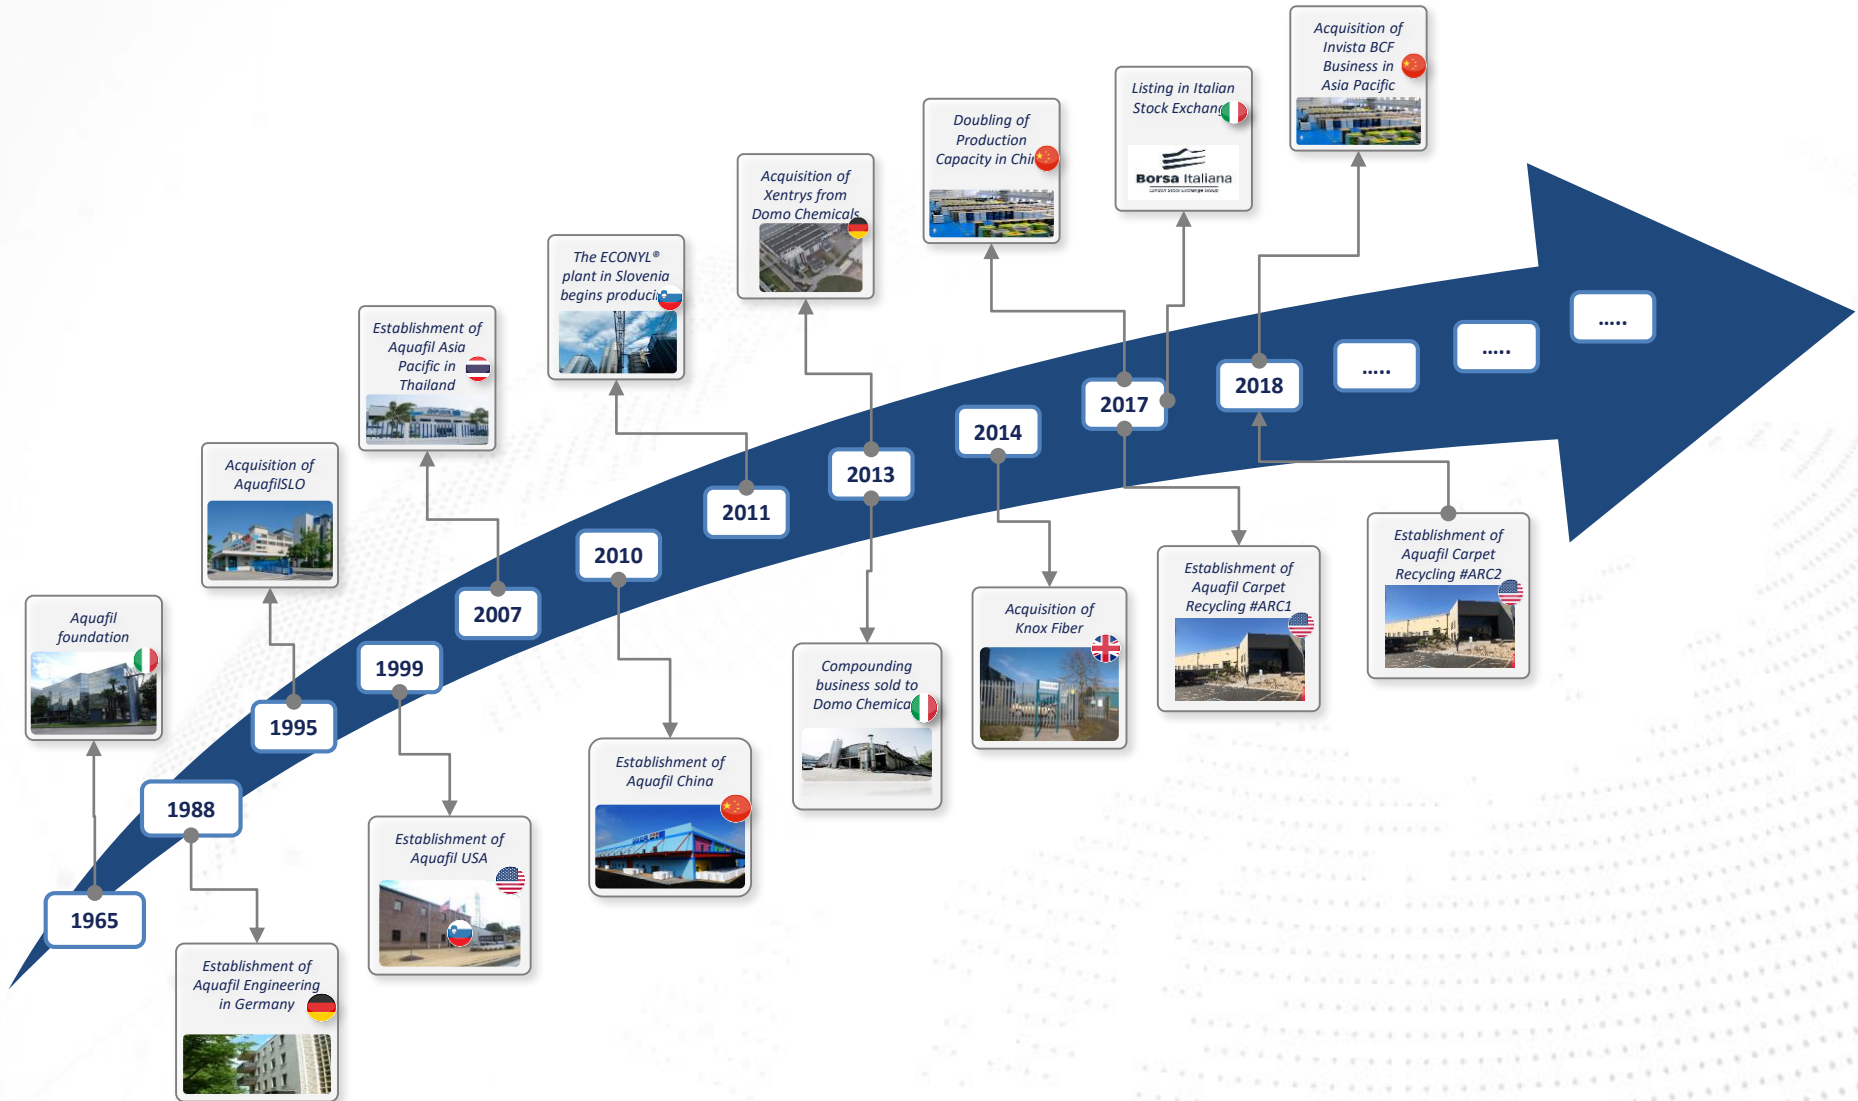 Acquisition of
Invista BCF
Business in
Asia Pacific
Listing in Italian
Stock Exchang
Borsa Italiana
London Stock Exchange Group
Doubling of
Production
Capacity in Chi
Acquisition of
Xentrys from
Domo Chemicals
The ECONYL®
plant in Slovenia
begins produci
Establishment of
Aquafil Asia
Pacific in
Thailand
Acquisition of
AquafilSLO
Aquafil
foundation
1965
1988
1995
1999
2007
2010
2011
2013
2014
2017
2018
.....
.....
.....
Establishment of
Aquafil Engineering
in Germany
Establishment of
Aquafil USA
Establishment of
Aquafil China
Compounding
business sold to
Domo Chemica
Acquisition of
Knox Fiber
Establishment of
Aquafil Carpet
Recycling #ARC1
Establishment of
Aquafil Carpet
Recycling #ARC2